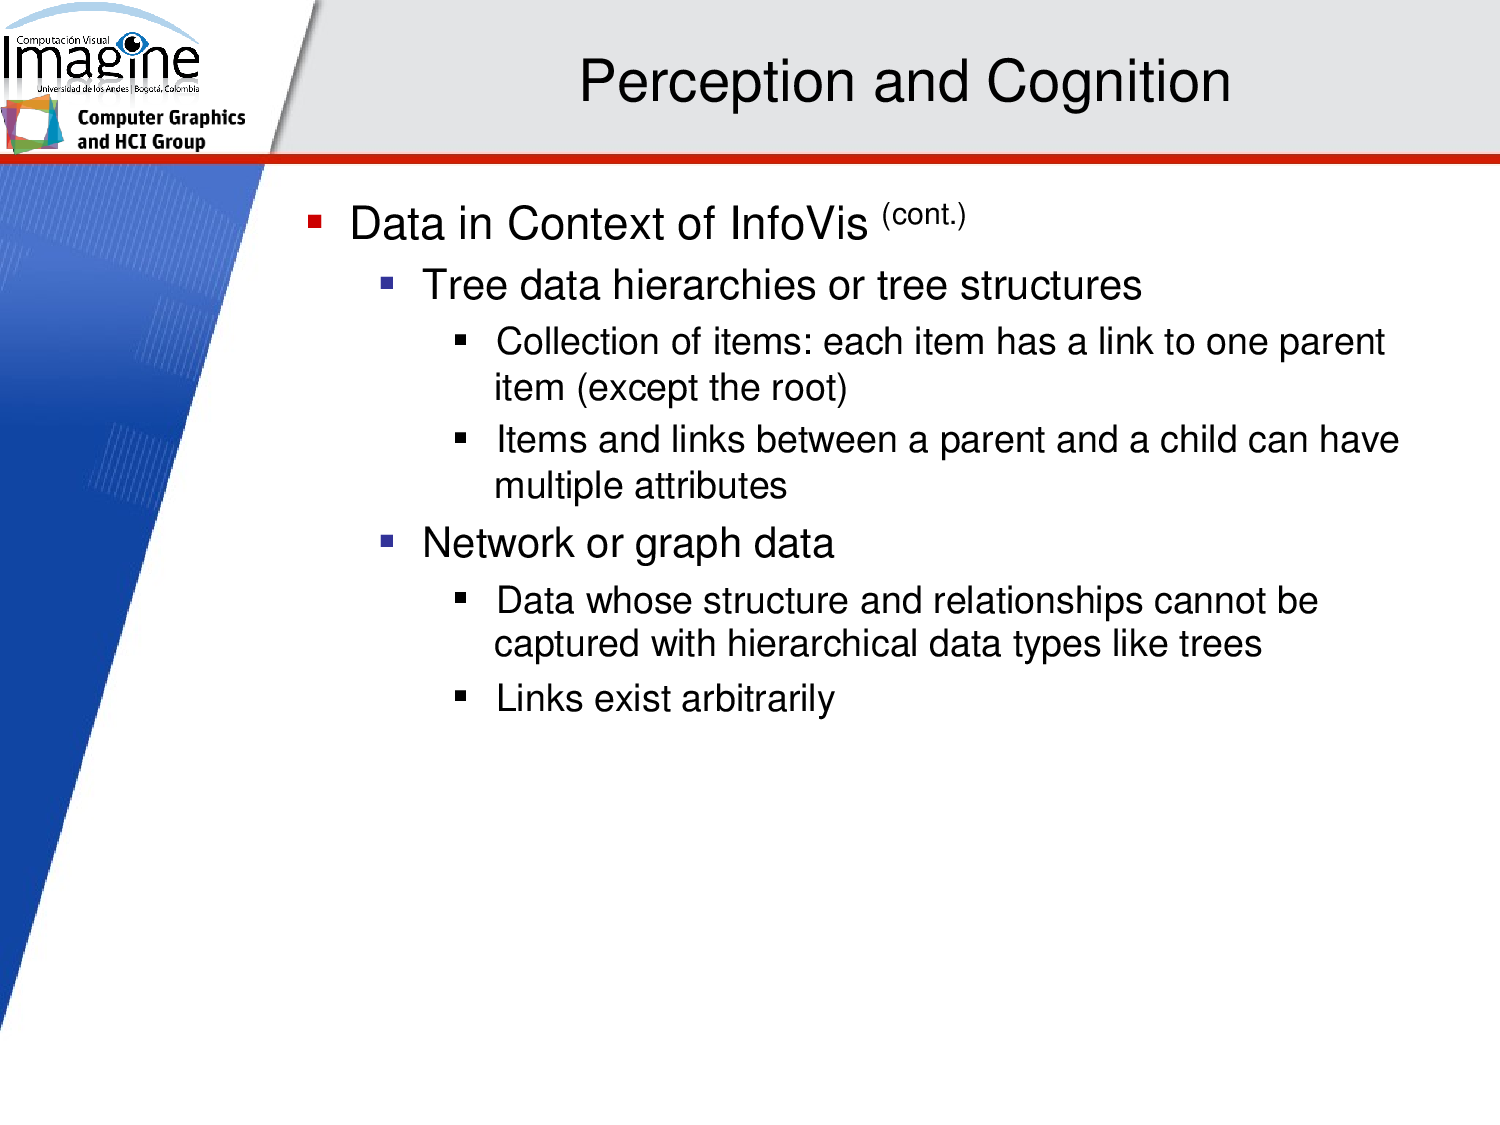 Computación Visual
Imagine
Universidad de los Andes | Bogotá, Colombia
Computer Graphics
and HCI Group
Perception and Cognition
Data in Context of InfoVis (cont.)
Tree data hierarchies or tree structures
Collection of items: each item has a link to one parent
item (except the root)
Items and links between a parent and a child can have
multiple attributes
Network or graph data
Data whose structure and relationships cannot be
captured with hierarchical data types like trees
Links exist arbitrarily